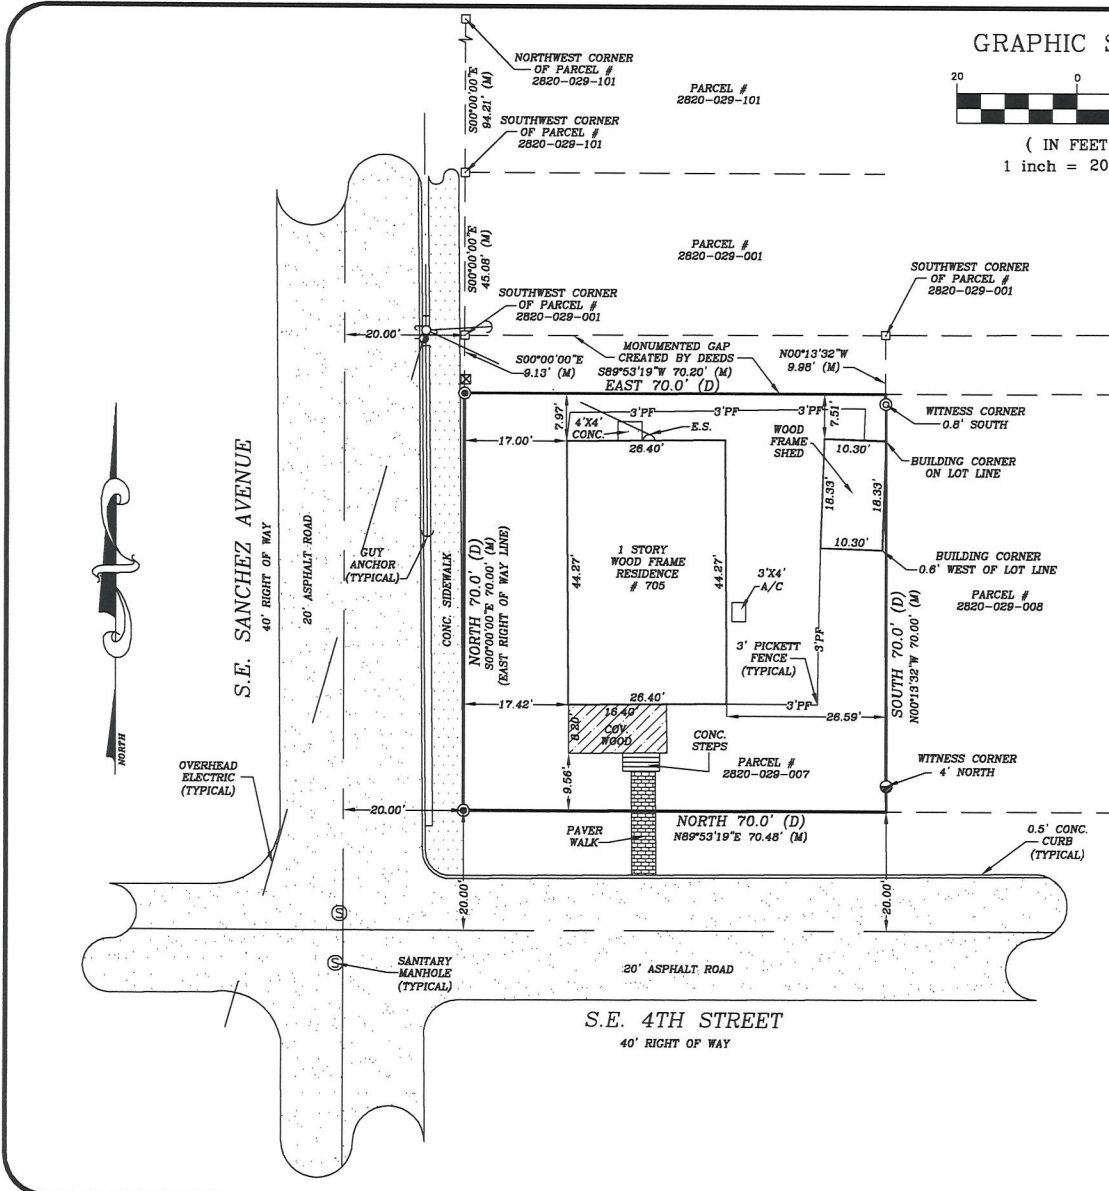 GRAPHIC S
20
0
( IN FEET
1 inch = 20
NORTHWEST CORNER
OF PARCEL #
2820-029-101
S00°00'00"E
94.21' (M)
PARCEL #
2820-029-101
SOUTHWEST CORNER
OF PARCEL #
2820-029-101
S00°00'00"E
45.08' (M)
PARCEL #
2820-029-001
SOUTHWEST CORNER
OF PARCEL #
2820-029-001
SOUTHWEST CORNER
OF PARCEL #
2820-029-001
20.00'
S00°00'00"E
9.13' (M)
MONUMENTED GAP
CREATED BY DEEDS
S89°53'19"W 70.20' (M)
EAST 70.0' (D)
N00°13'32"W
9.98' (M)
WITNESS CORNER
0.8' SOUTH
7.97'
3'PF
3'PF
3'PF
7.51'
4'X4'
CONC.
E.S.
17.00'
26.40'
WOOD
FRAME
SHED
10.30'
BUILDING CORNER
ON LOT LINE
18.33'
18.33'
10.30'
BUILDING CORNER
0.6' WEST OF LOT LINE
S.E. SANCHEZ AVENUE
40' RIGHT OF WAY
20' ASPHALT ROAD
GUY
ANCHOR
(TYPICAL)
CONC. SIDEWALK
NORTH 70.0' (D)
S00°00'00"E 70.00' (M)
(EAST RIGHT OF WAY LINE)
44.27'
1 STORY
WOOD FRAME
RESIDENCE
# 705
44.27'
3'X4'
A/C
PARCEL #
2820-029-008
3'PF
SOUTH 70.0' (D)
N00°13'32"W 70.00' (M)
3' PICKETT
FENCE
(TYPICAL)
17.42'
26.40'
3'PF
26.59'
16.40'
8.20'
COV.
WOOD
CONC.
STEPS
PARCEL #
2820-029-007
WITNESS CORNER
4' NORTH
NORTH
OVERHEAD
ELECTRIC
(TYPICAL)
9.56'
20.00'
NORTH 70.0' (D)
N89°53'19"E 70.48' (M)
PAVER
WALK
0.5' CONC.
CURB
(TYPICAL)
20.00'
20.00'
S
S
SANITARY
MANHOLE
(TYPICAL)
20' ASPHALT ROAD
S.E. 4TH STREET
40' RIGHT OF WAY